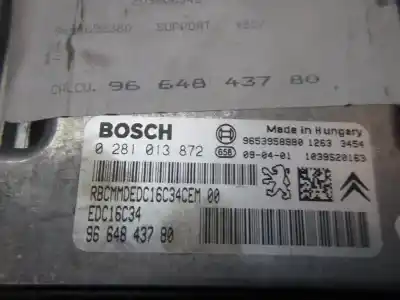 SUPPORT
CALCU. 96 648 437 80
BOSCH
Made in Hungary
0 281 013 872
658
9653958980 1263 3454
09-04-01 1039S20163
RBCMMDEDC16C34CEM 00
EDC16C34
96 648 437 80